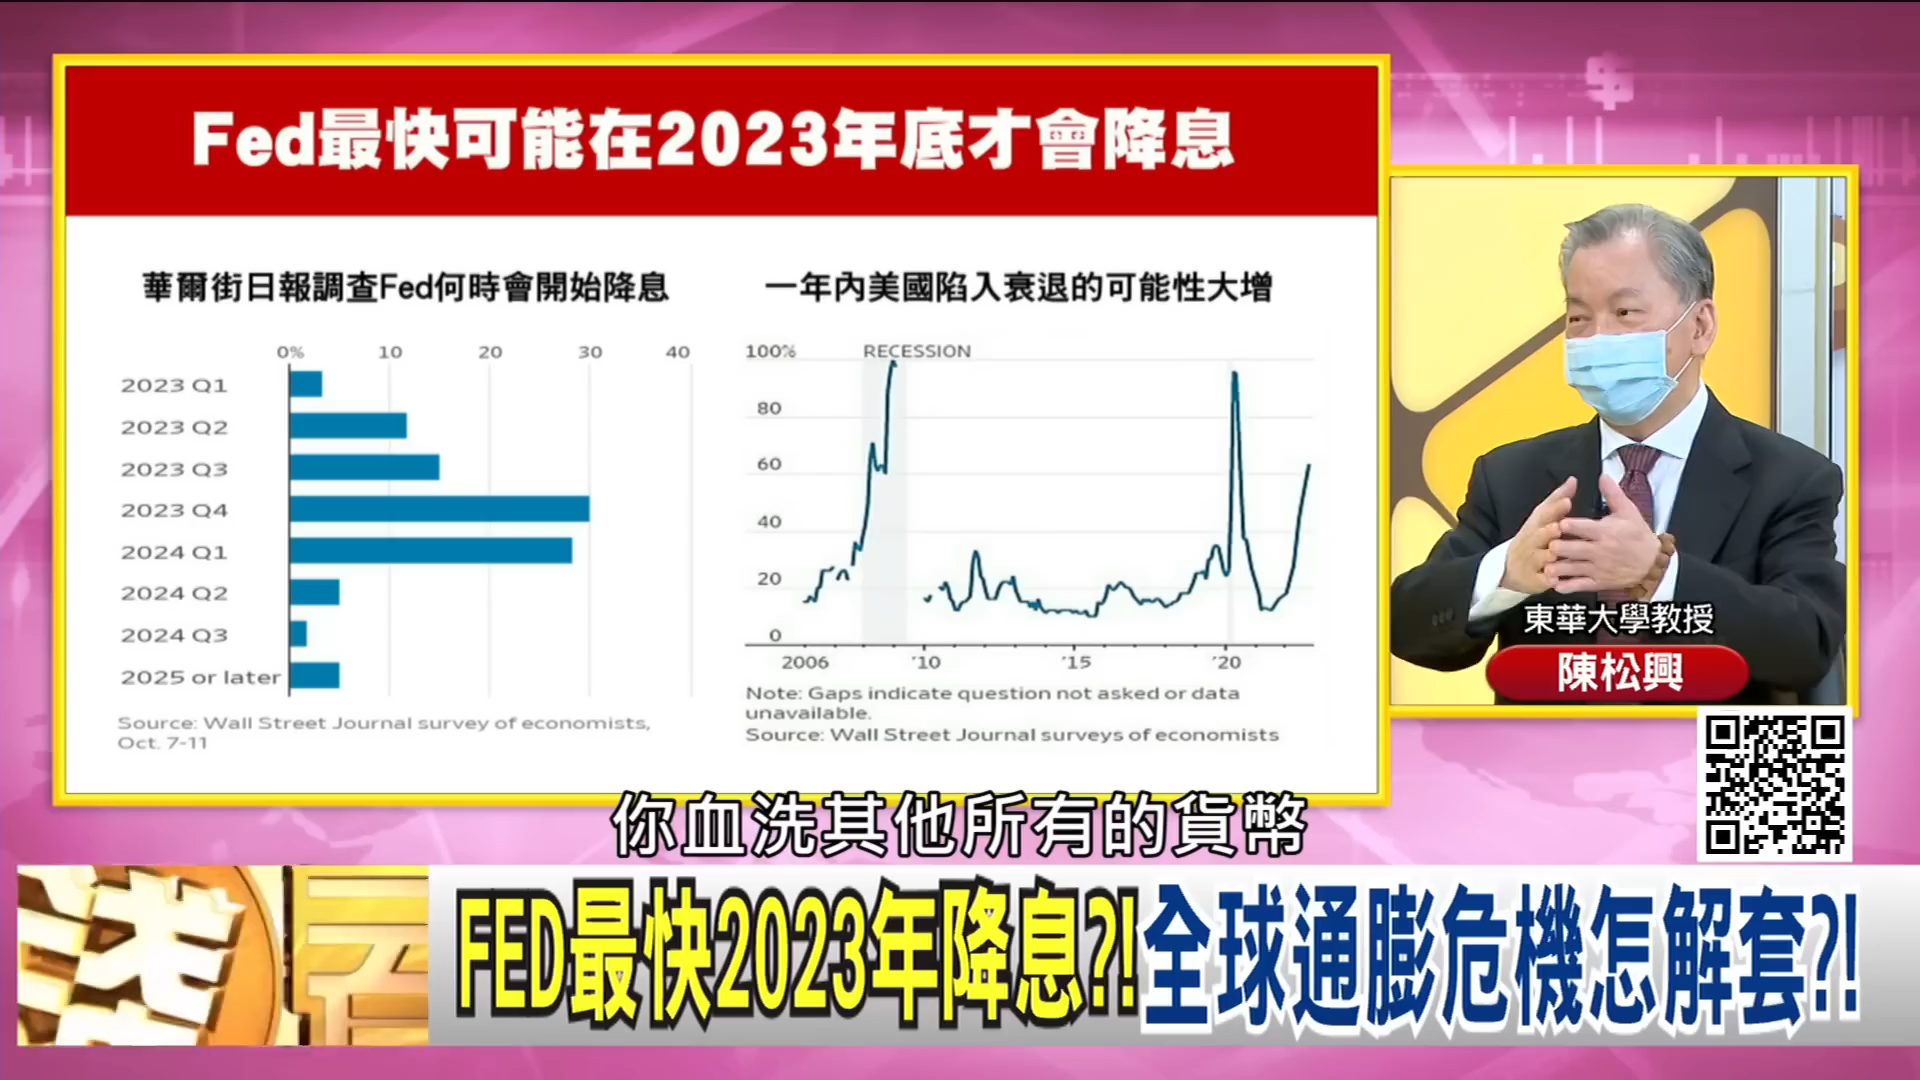 Fed最快可能在2023年底才會降息
華爾街日報調查Fed何時會開始降息
0% 10 20 30 40
2023 Q1
2023 Q2
2023 Q3
2023 Q4
2024 Q1
2024 Q2
2024 Q3
2025 or later
Source: Wall Street Journal survey of economists,
Oct. 7-11
一年內美國陷入衰退的可能性大增
100% RECESSION
80
60
40
20
0
2006 '10 '15 '20
Note: Gaps indicate question not asked or data
unavailable.
Source: Wall Street Journal surveys of economists
東華大學教授
陳松興
你血洗其他所有的貨幣
FED最快2023年降息?!全球通膨危機怎解套?!